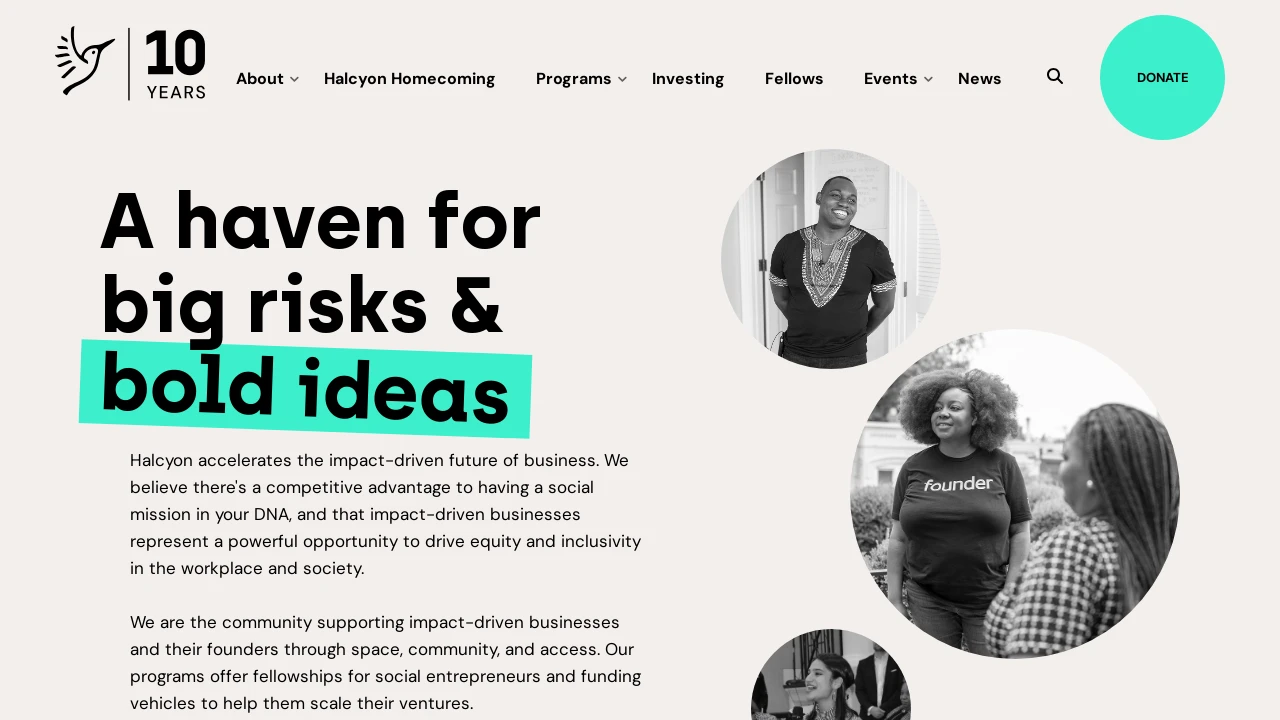 10
YEARS
About
Halcyon Homecoming
Programs
Investing
Fellows
Events
News
DONATE
A haven for
big risks &
bold ideas
Halcyon accelerates the impact-driven future of business. We
believe there's a competitive advantage to having a social
mission in your DNA, and that impact-driven businesses
represent a powerful opportunity to drive equity and inclusivity
in the workplace and society.
We are the community supporting impact-driven businesses
and their founders through space, community, and access. Our
programs offer fellowships for social entrepreneurs and funding
vehicles to help them scale their ventures.
founder